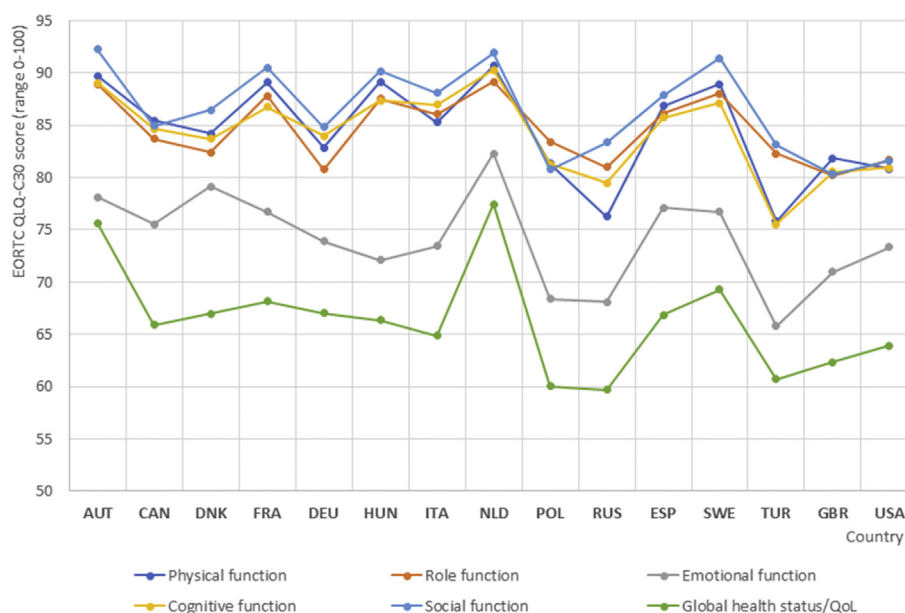 EORTC QLQ-C30 score (range 0-100)
95
90
85
80
75
70
65
60
55
50
AUT CAN DNK FRA DEU HUN ITA NLD POL RUS ESP SWE TUR GBR USA
Country
Physical function Role function Emotional function
Cognitive function Social function Global health status/QoL